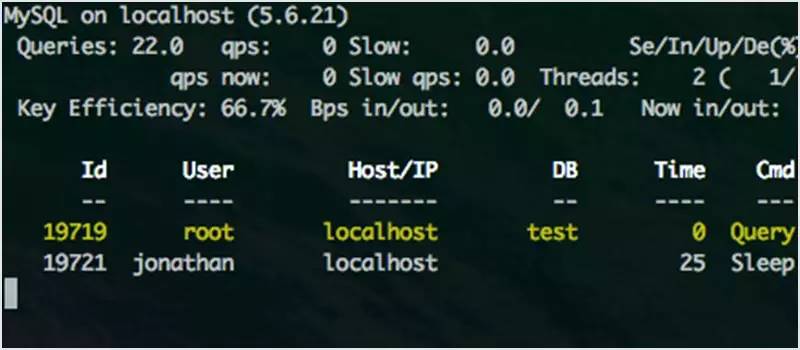 MySQL on localhost (5.6.21)
Queries: 22.0 qps: 0 Slow: 0.0 Se/In/Up/De(%)
qps now: 0 Slow qps: 0.0 Threads: 2 ( 1/
Key Efficiency: 66.7% Bps in/out: 0.0/ 0.1 Now in/out:
Id User Host/IP DB Time Cmd
-- ---- ------- -- ---- ---
19719 root localhost test 0 Query
19721 jonathan localhost 25 Sleep